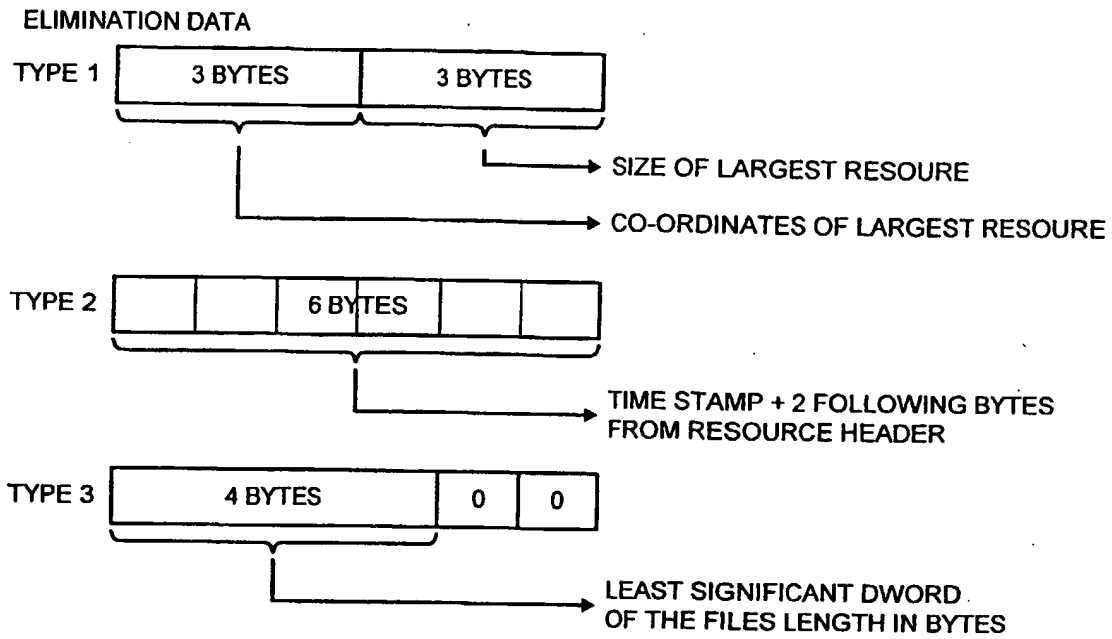 ELIMINATION DATA
TYPE 1
3 BYTES
3 BYTES
SIZE OF LARGEST RESOURE
CO-ORDINATES OF LARGEST RESOURE
TYPE 2
6 BYTES
TIME STAMP + 2 FOLLOWING BYTES
FROM RESOURCE HEADER
TYPE 3
4 BYTES
0
0
LEAST SIGNIFICANT DWORD
OF THE FILES LENGTH IN BYTES